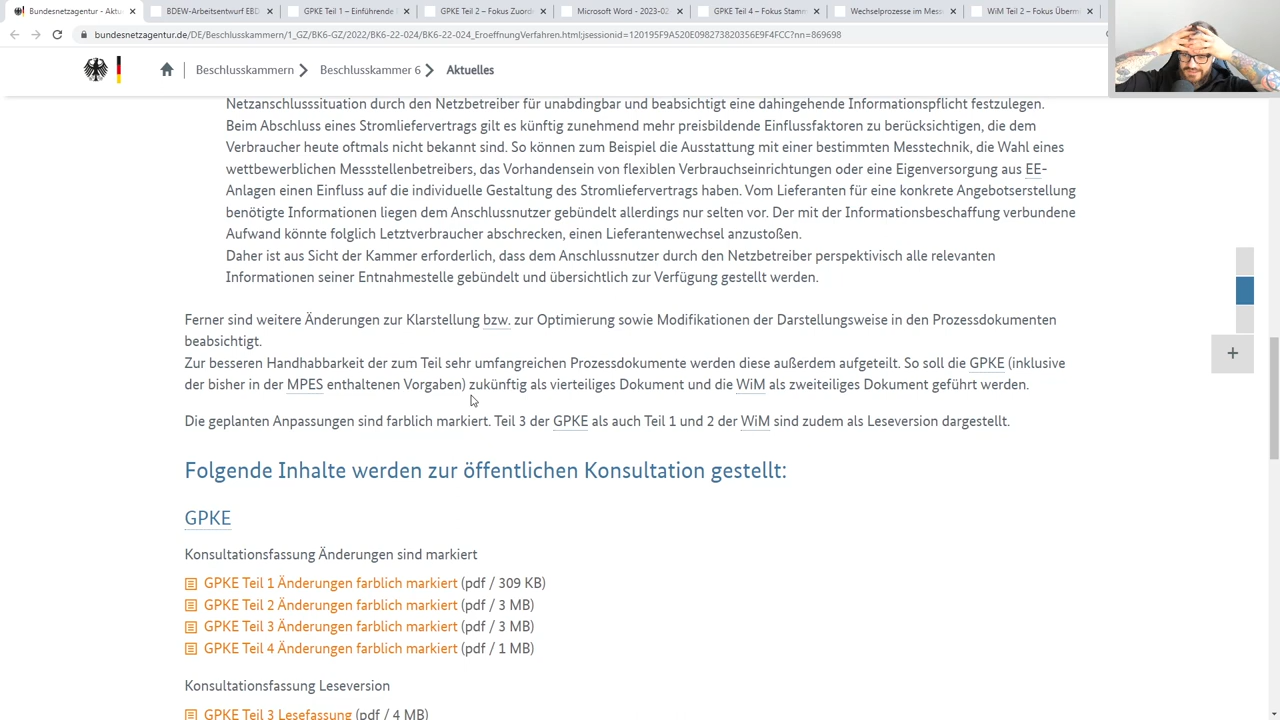 Bundesnetzagentur - Aktu
BDEW-Arbeitsentwurf EBD
GPKE Teil 1 – Einführende
GPKE Teil 2 – Fokus Zuord
Microsoft Word - 2023-02
GPKE Teil 4 – Fokus Stamm
Wechselprozesse im Mess
WiM Teil 2 – Fokus Überm
bundesnetzagentur.de/DE/Beschlusskammern/1_GZ/BK6-GZ/2022/BK6-22-024/BK6-22-024_EroeffnungVerfahren.html;jsessionid=120195F9A520E098273820356E9F4FCC?nn=869698
Beschlusskammern
Beschlusskammer 6
Aktuelles
Netzanschlusssituation durch den Netzbetreiber für unabdingbar und beabsichtigt eine dahingehende Informationspflicht festzulegen.
Beim Abschluss eines Stromliefervertrags gilt es künftig zunehmend mehr preisbildende Einflussfaktoren zu berücksichtigen, die dem
Verbraucher heute oftmals nicht bekannt sind. So können zum Beispiel die Ausstattung mit einer bestimmten Messtechnik, die Wahl eines
wettbewerblichen Messstellenbetreibers, das Vorhandensein von flexiblen Verbrauchseinrichtungen oder eine Eigenversorgung aus EE-
Anlagen einen Einfluss auf die individuelle Gestaltung des Stromliefervertrags haben. Vom Lieferanten für eine konkrete Angebotserstellung
benötigte Informationen liegen dem Anschlussnutzer gebündelt allerdings nur selten vor. Der mit der Informationsbeschaffung verbundene
Aufwand könnte folglich Letztverbraucher abschrecken, einen Lieferantenwechsel anzustoßen.
Daher ist aus Sicht der Kammer erforderlich, dass dem Anschlussnutzer durch den Netzbetreiber perspektivisch alle relevanten
Informationen seiner Entnahmestelle gebündelt und übersichtlich zur Verfügung gestellt werden.
Ferner sind weitere Änderungen zur Klarstellung bzw. zur Optimierung sowie Modifikationen der Darstellungsweise in den Prozessdokumenten
beabsichtigt.
Zur besseren Handhabbarkeit der zum Teil sehr umfangreichen Prozessdokumente werden diese außerdem aufgeteilt. So soll die GPKE (inklusive
der bisher in der MPES enthaltenen Vorgaben) zukünftig als vierteiliges Dokument und die WiM als zweiteiliges Dokument geführt werden.
Die geplanten Anpassungen sind farblich markiert. Teil 3 der GPKE als auch Teil 1 und 2 der WiM sind zudem als Leseversion dargestellt.
Folgende Inhalte werden zur öffentlichen Konsultation gestellt:
GPKE
Konsultationsfassung Änderungen sind markiert
GPKE Teil 1 Änderungen farblich markiert (pdf / 309 KB)
GPKE Teil 2 Änderungen farblich markiert (pdf / 3 MB)
GPKE Teil 3 Änderungen farblich markiert (pdf / 3 MB)
GPKE Teil 4 Änderungen farblich markiert (pdf / 1 MB)
Konsultationsfassung Leseversion
GPKE Teil 3 Lesefassung (pdf / 4 MB)